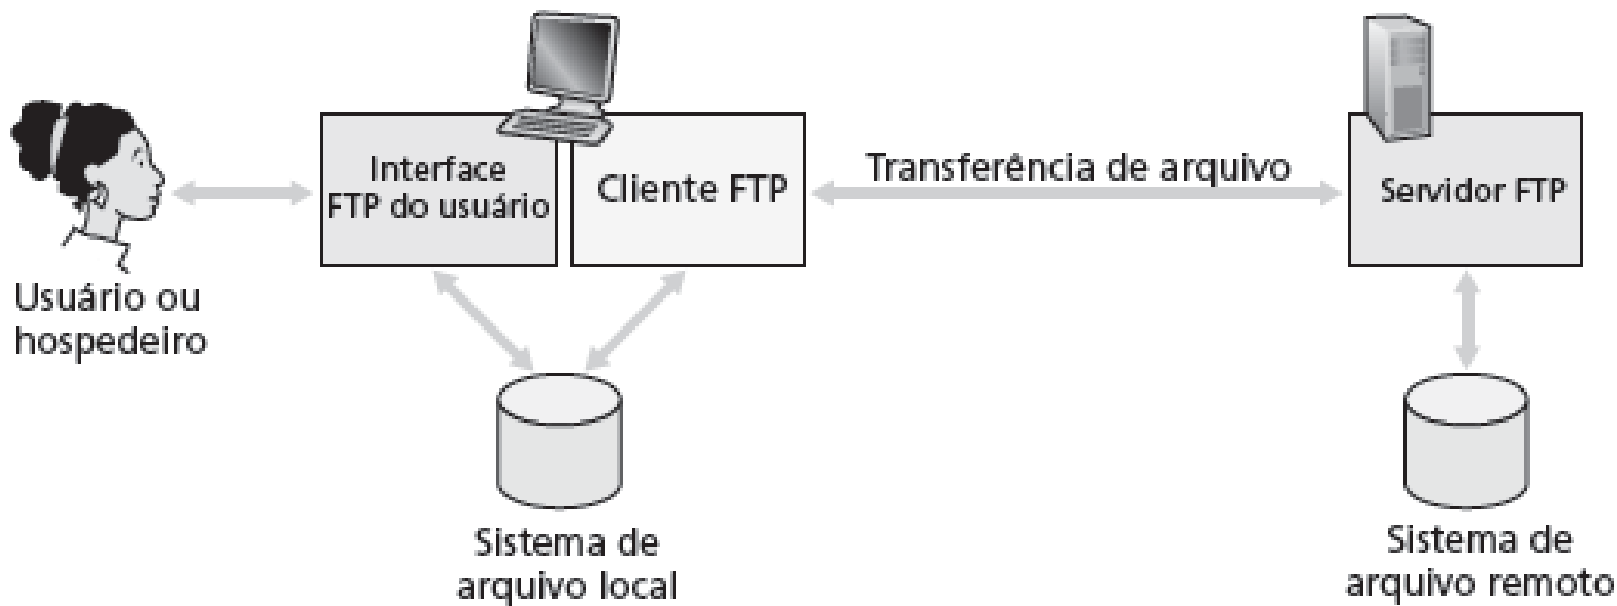 Interface
FTP do usuário
Cliente FTP
Transferência de arquivo
Servidor FTP
Usuário ou
hospedeiro
Sistema de
arquivo local
Sistema de
arquivo remoto